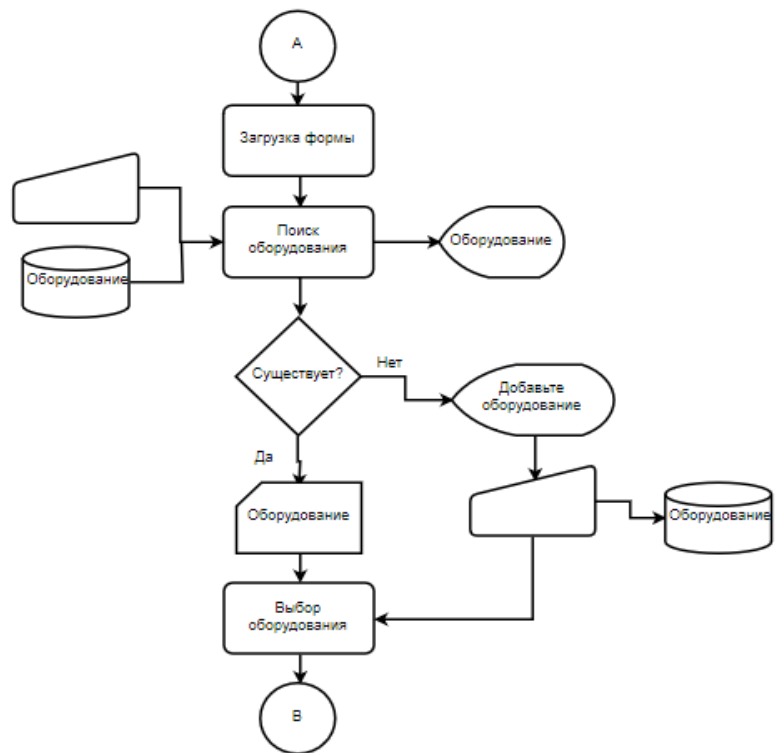 A
Загрузка формы
Поиск
оборудования
Оборудование
Оборудование
Существует?
Нет
Добавьте
оборудование
Да
Оборудование
Оборудование
Выбор
оборудования
B